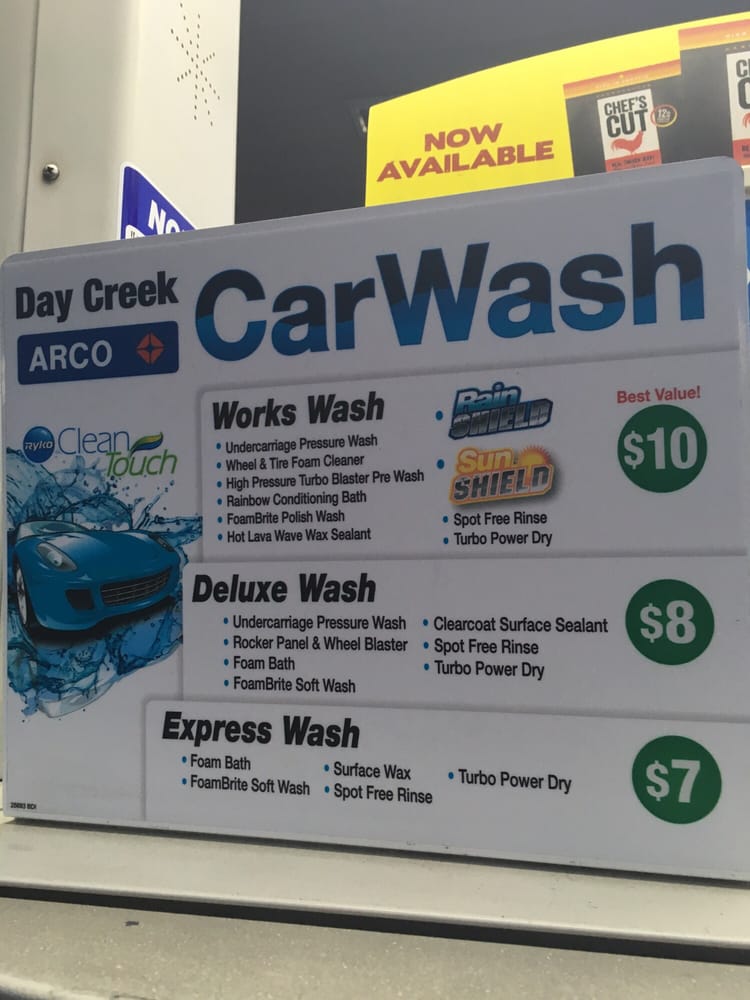 NOW
AVAILABLE
CHEF'S
CUT
NO
Day Creek
ARCO
CarWash
Ryko Clean
Touch
Works Wash
• Undercarriage Pressure Wash
• Wheel & Tire Foam Cleaner
• High Pressure Turbo Blaster Pre Wash
• Rainbow Conditioning Bath
• FoamBrite Polish Wash
• Hot Lava Wave Wax Sealant
• Rain
SHIELD
• Sun
SHIELD
• Spot Free Rinse
• Turbo Power Dry
Best Value!
$10
Deluxe Wash
• Undercarriage Pressure Wash
• Rocker Panel & Wheel Blaster
• Foam Bath
• FoamBrite Soft Wash
• Clearcoat Surface Sealant
• Spot Free Rinse
• Turbo Power Dry
$8
Express Wash
• Foam Bath
• FoamBrite Soft Wash
• Surface Wax
• Spot Free Rinse
• Turbo Power Dry
$7